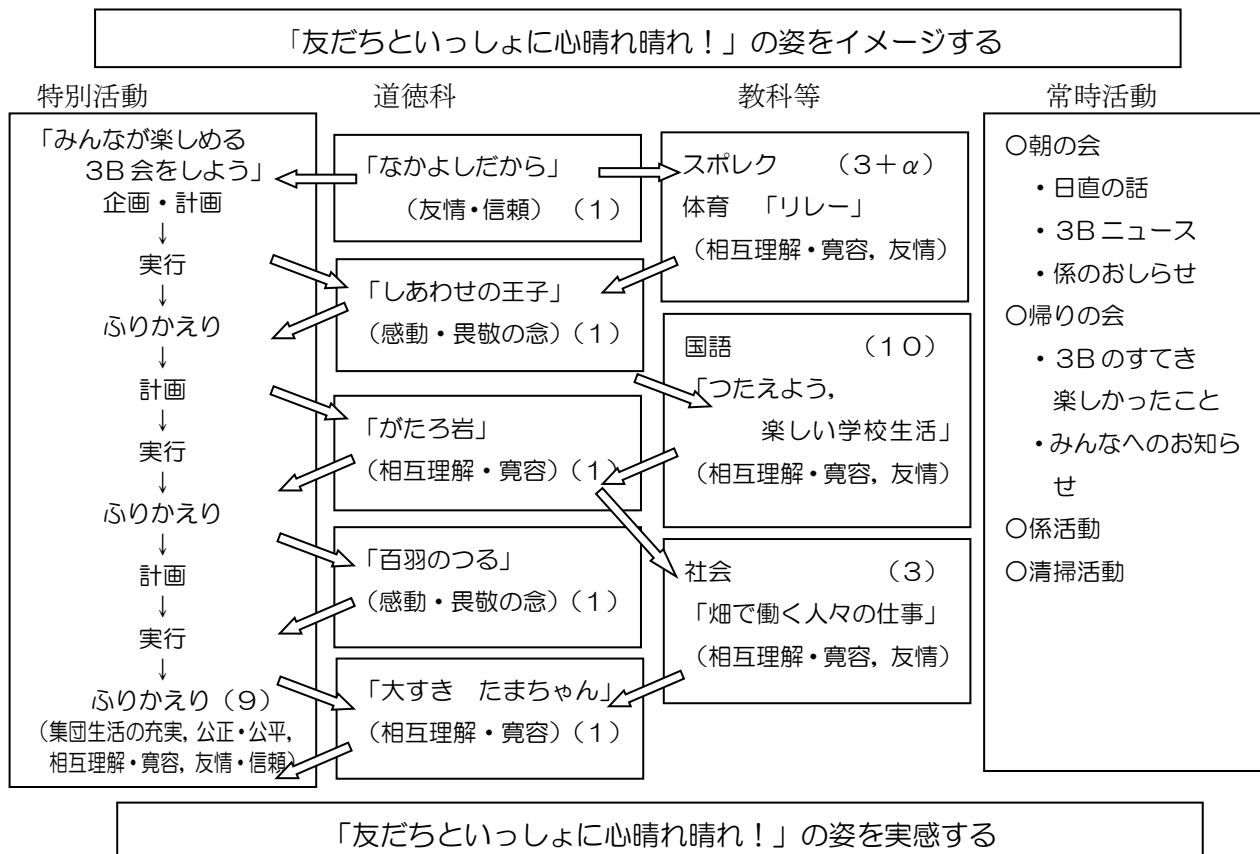 「友だちといっしょに心晴れ晴れ！」の姿をイメージする
特別活動
「みんなが楽しめる
3B会をしよう」
企画・計画
↓
実行
↓
ふりかえり
↓
計画
↓
実行
↓
ふりかえり
↓
計画
↓
実行
↓
ふりかえり（9）
（集団生活の充実，公正・公平，
相互理解・寛容，友情・信頼）
道徳科
「なかよしだから」
（友情・信頼）（1）
「しあわせの王子」
（感動・畏敬の念）（1）
「がたろ岩」
（相互理解・寛容）（1）
「百羽のつる」
（感動・畏敬の念）（1）
「大すき　たまちゃん」
（相互理解・寛容）（1）
教科等
スポレク　　（3＋α）
体育　「リレー」
（相互理解・寛容，友情）
国語　　　　（10）
「つたえよう，
楽しい学校生活」
（相互理解・寛容，友情）
社会　　　　（3）
「畑で働く人々の仕事」
（相互理解・寛容，友情）
常時活動
○朝の会
・日直の話
・3Bニュース
・係のおしらせ
○帰りの会
・3Bのすてき
楽しかったこと
・みんなへのお知ら
せ
○係活動
○清掃活動
「友だちといっしょに心晴れ晴れ！」の姿を実感する